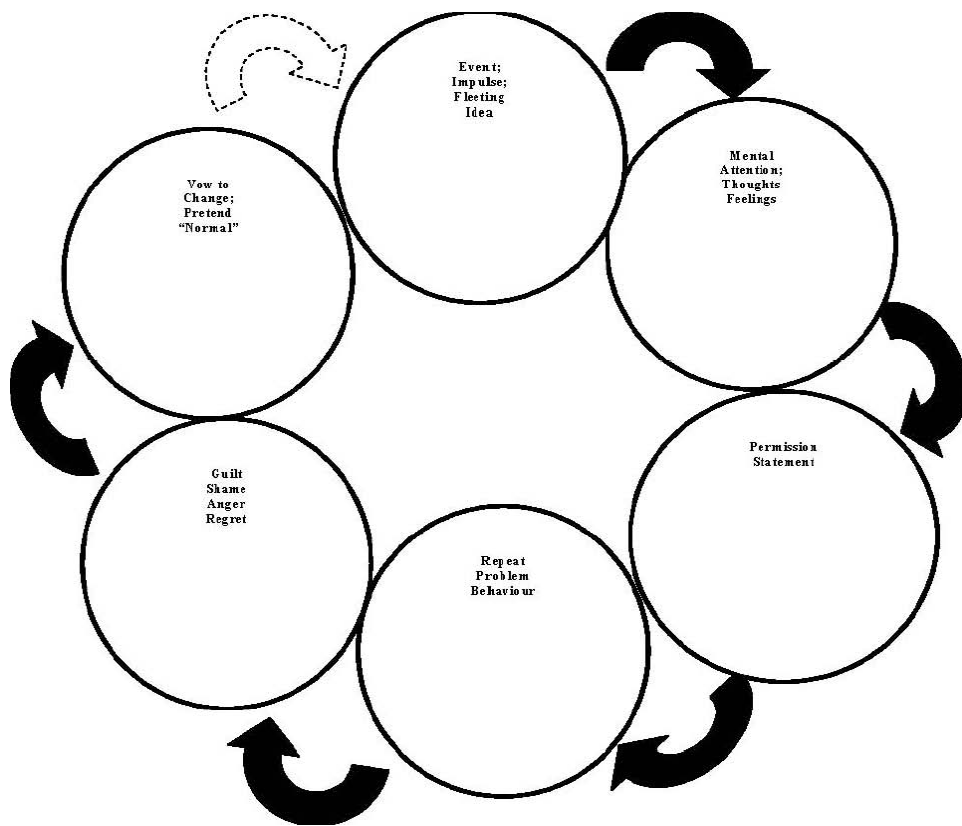 Event;
Impulse;
Fleeting
Idea
Mental
Attention;
Thoughts
Feelings
Permission
Statement
Repeat
Problem
Behaviour
Guilt
Shame
Anger
Regret
Vow to
Change;
Pretend
“Normal”